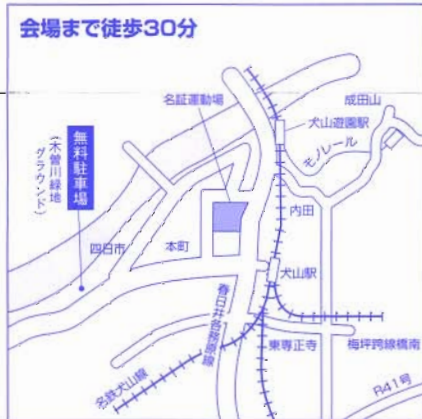 会場まで徒歩30分
名証運動場
成田山
犬山遊園駅
モノレール
無料駐車場
(木曽川緑地
グラウンド)
内田
四日市
本町
犬山駅
春日井各務原線
東専正寺
梅坪跨線橋南
名鉄犬山線
R41号